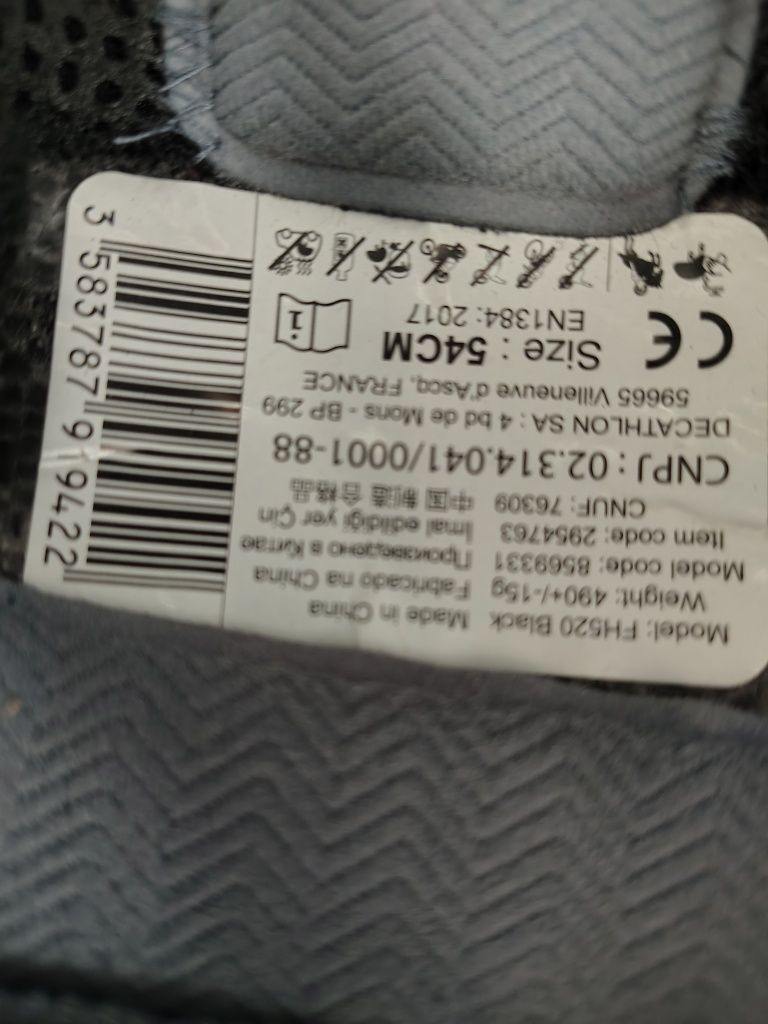 Model: FH520 Black
Weight: 490+/-15g
Model code: 8569331
Item code: 2954763
CNUF: 76309
Made in China
Fabricado na China
Произведено в Китае
İmal edildiği yer Çin
中国制造 合格品
CNPJ : 02.314.041/0001-88
DECATHLON SA : 4 bd de Mons - BP 299
59665 Villeneuve d'Ascq, FRANCE
CE
Size : 54CM
EN1384: 2017
i
3 583787 919422